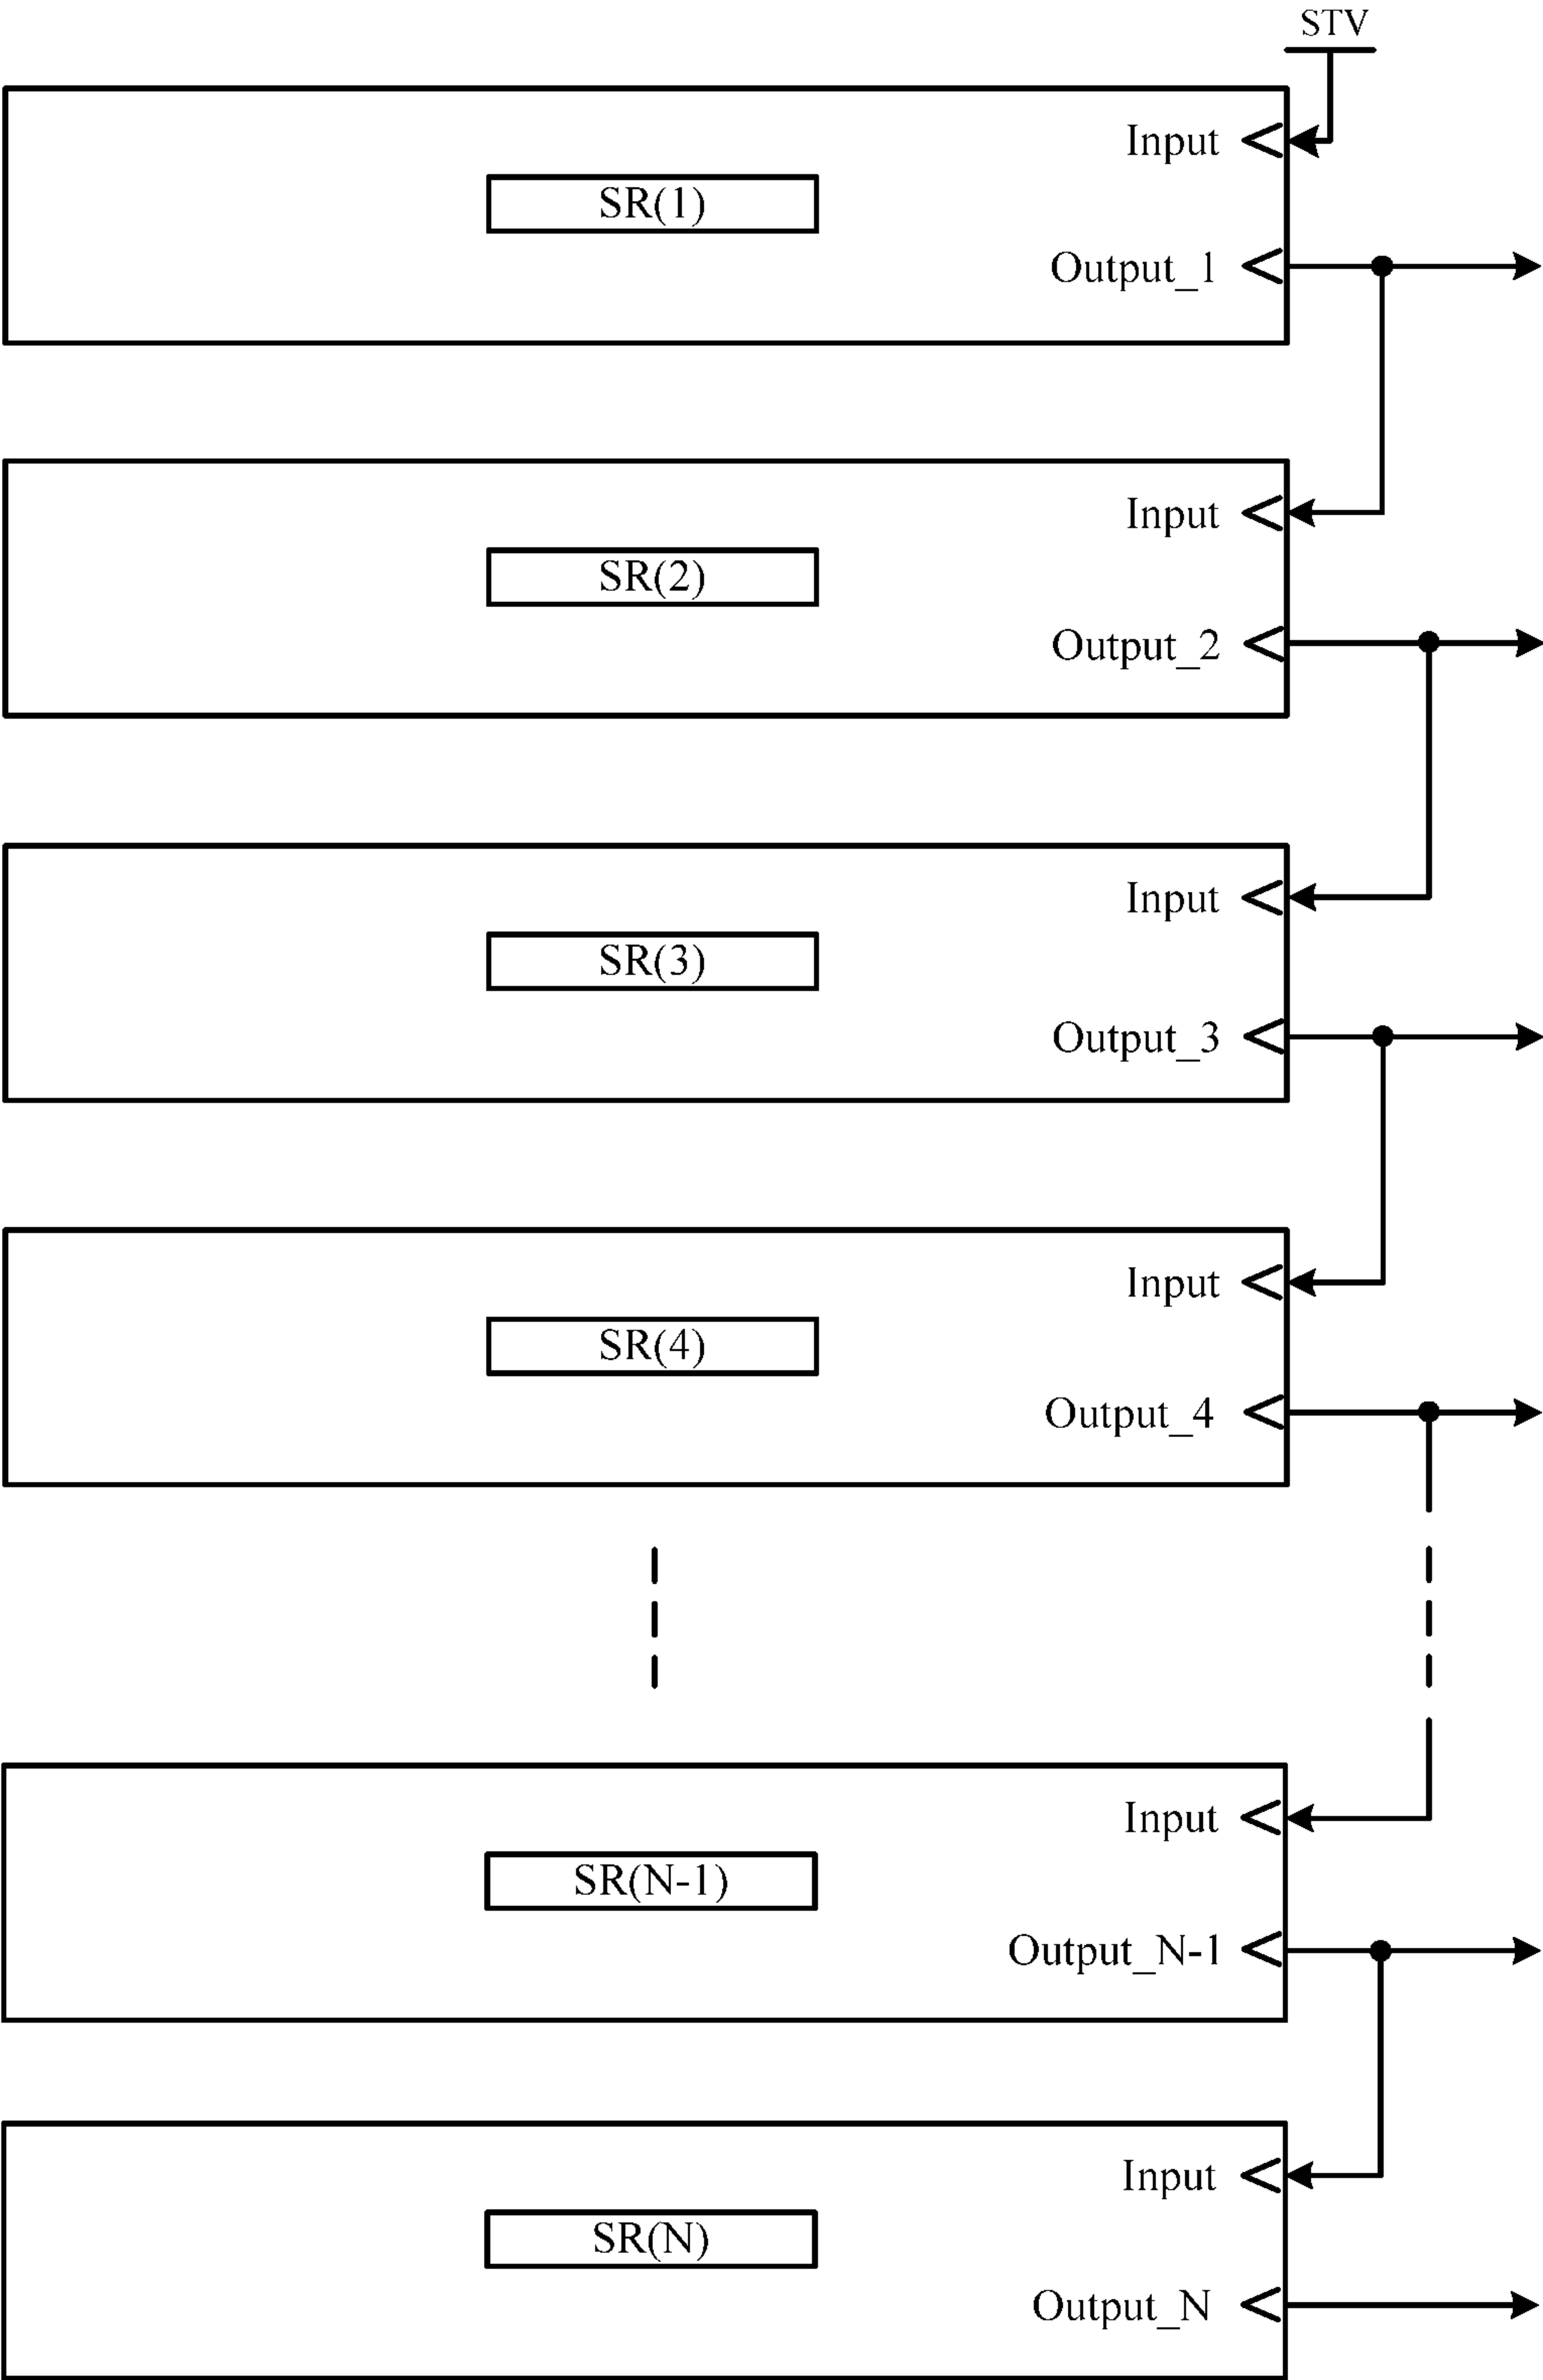 STV
Input
SR(1)
Output_1
Input
SR(2)
Output_2
Input
SR(3)
Output_3
Input
SR(4)
Output_4
Input
SR(N-1)
Output_N-1
Input
SR(N)
Output_N